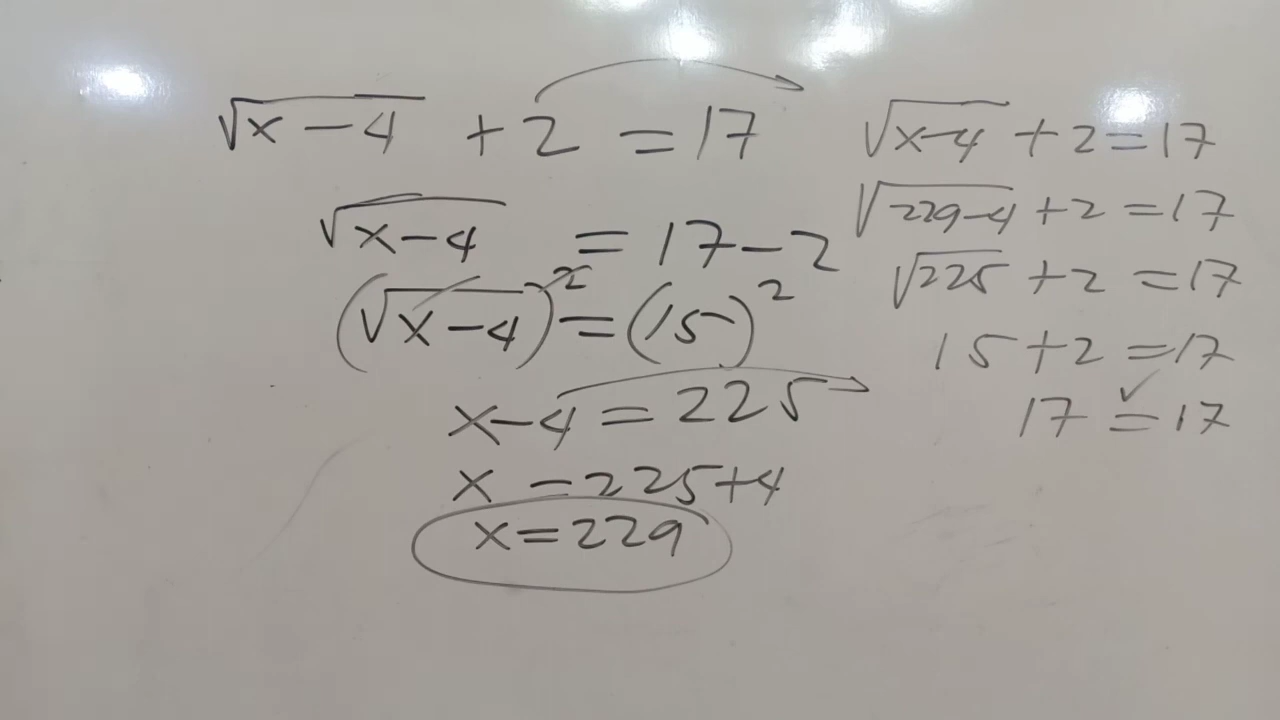 √(x-4) + 2 = 17
√(x-4) = 17-2
(√(x-4))² = (15)²
x-4 = 225
x = 225+4
x = 229
√(x-4) + 2 = 17
√(229-4) + 2 = 17
√225 + 2 = 17
15+2 = 17
17 = 17 ✓